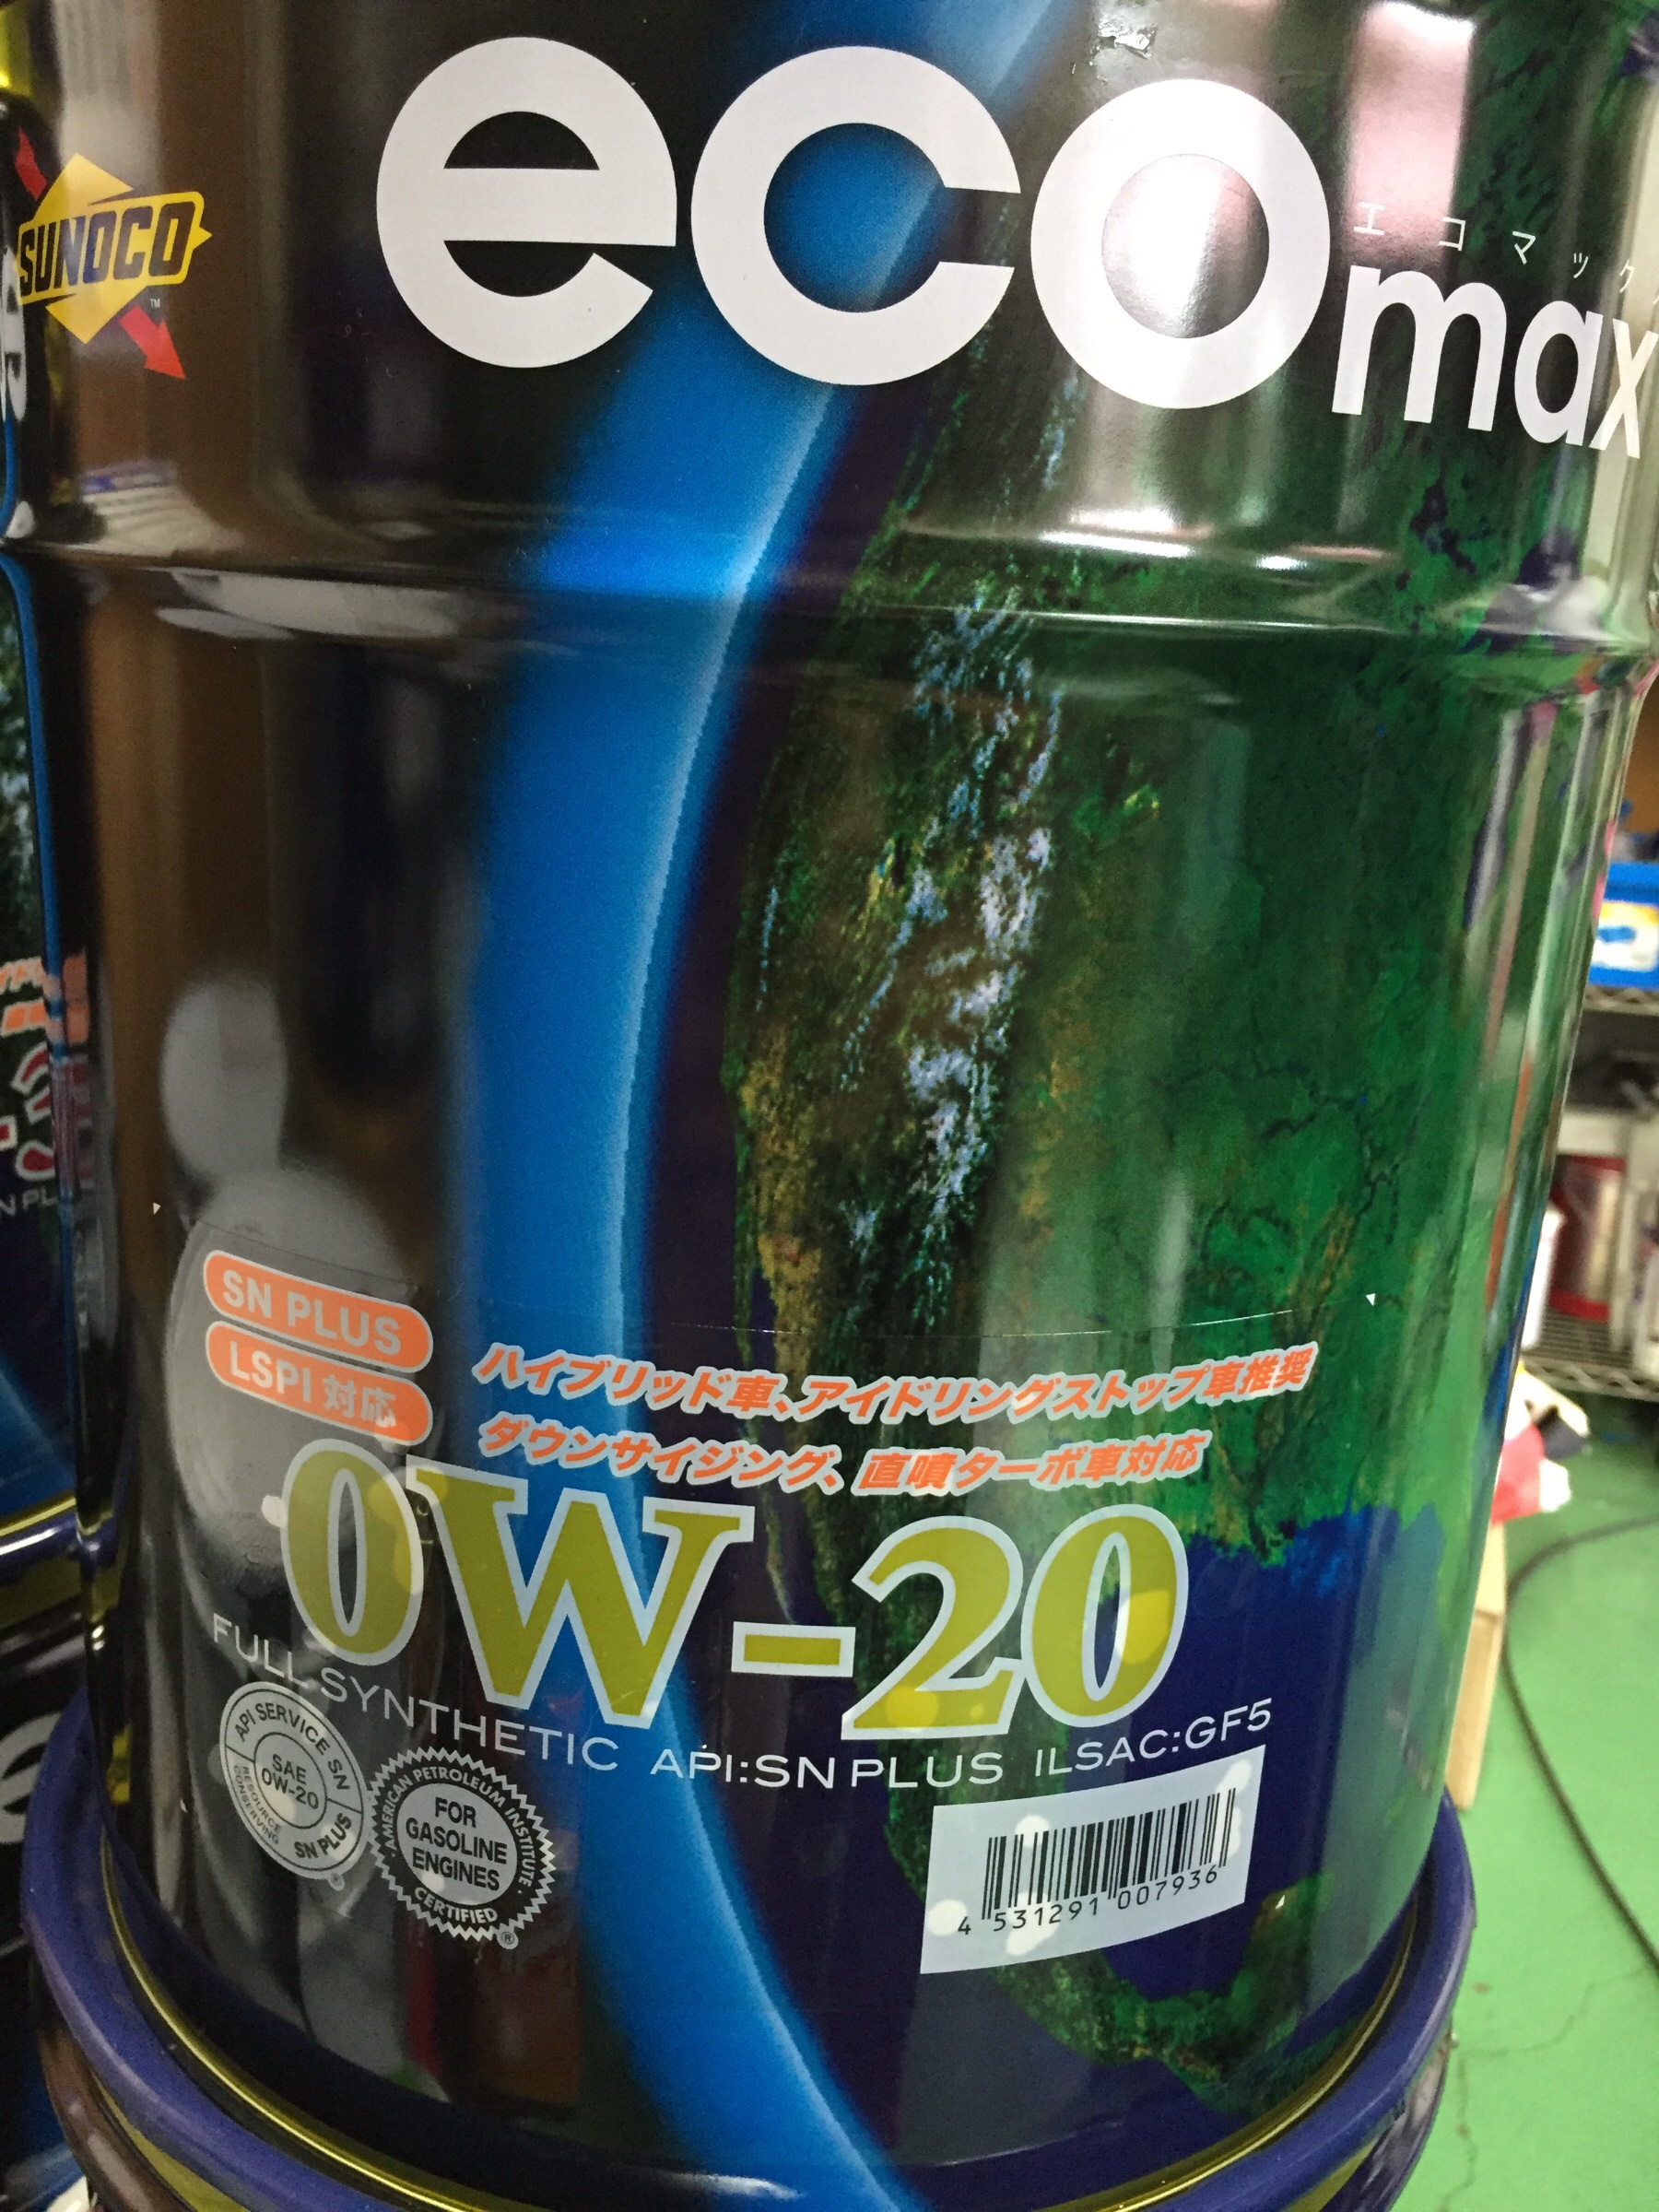 SUNOCO
TM
eco
エコマック
max
SN PLUS
LSPI 対応
ハイブリッド車、アイドリングストップ車推奨
ダウンサイジング、直噴ターボ車対応
0W-20
FULL SYNTHETIC API:SN PLUS ILSAC:GF5
API SERVICE SN
SAE
0W-20
RESOURCE
CONSERVING
SN PLUS
®
AMERICAN PETROLEUM INSTITUTE
FOR
GASOLINE
ENGINES
CERTIFIED
®
4 531291 007936